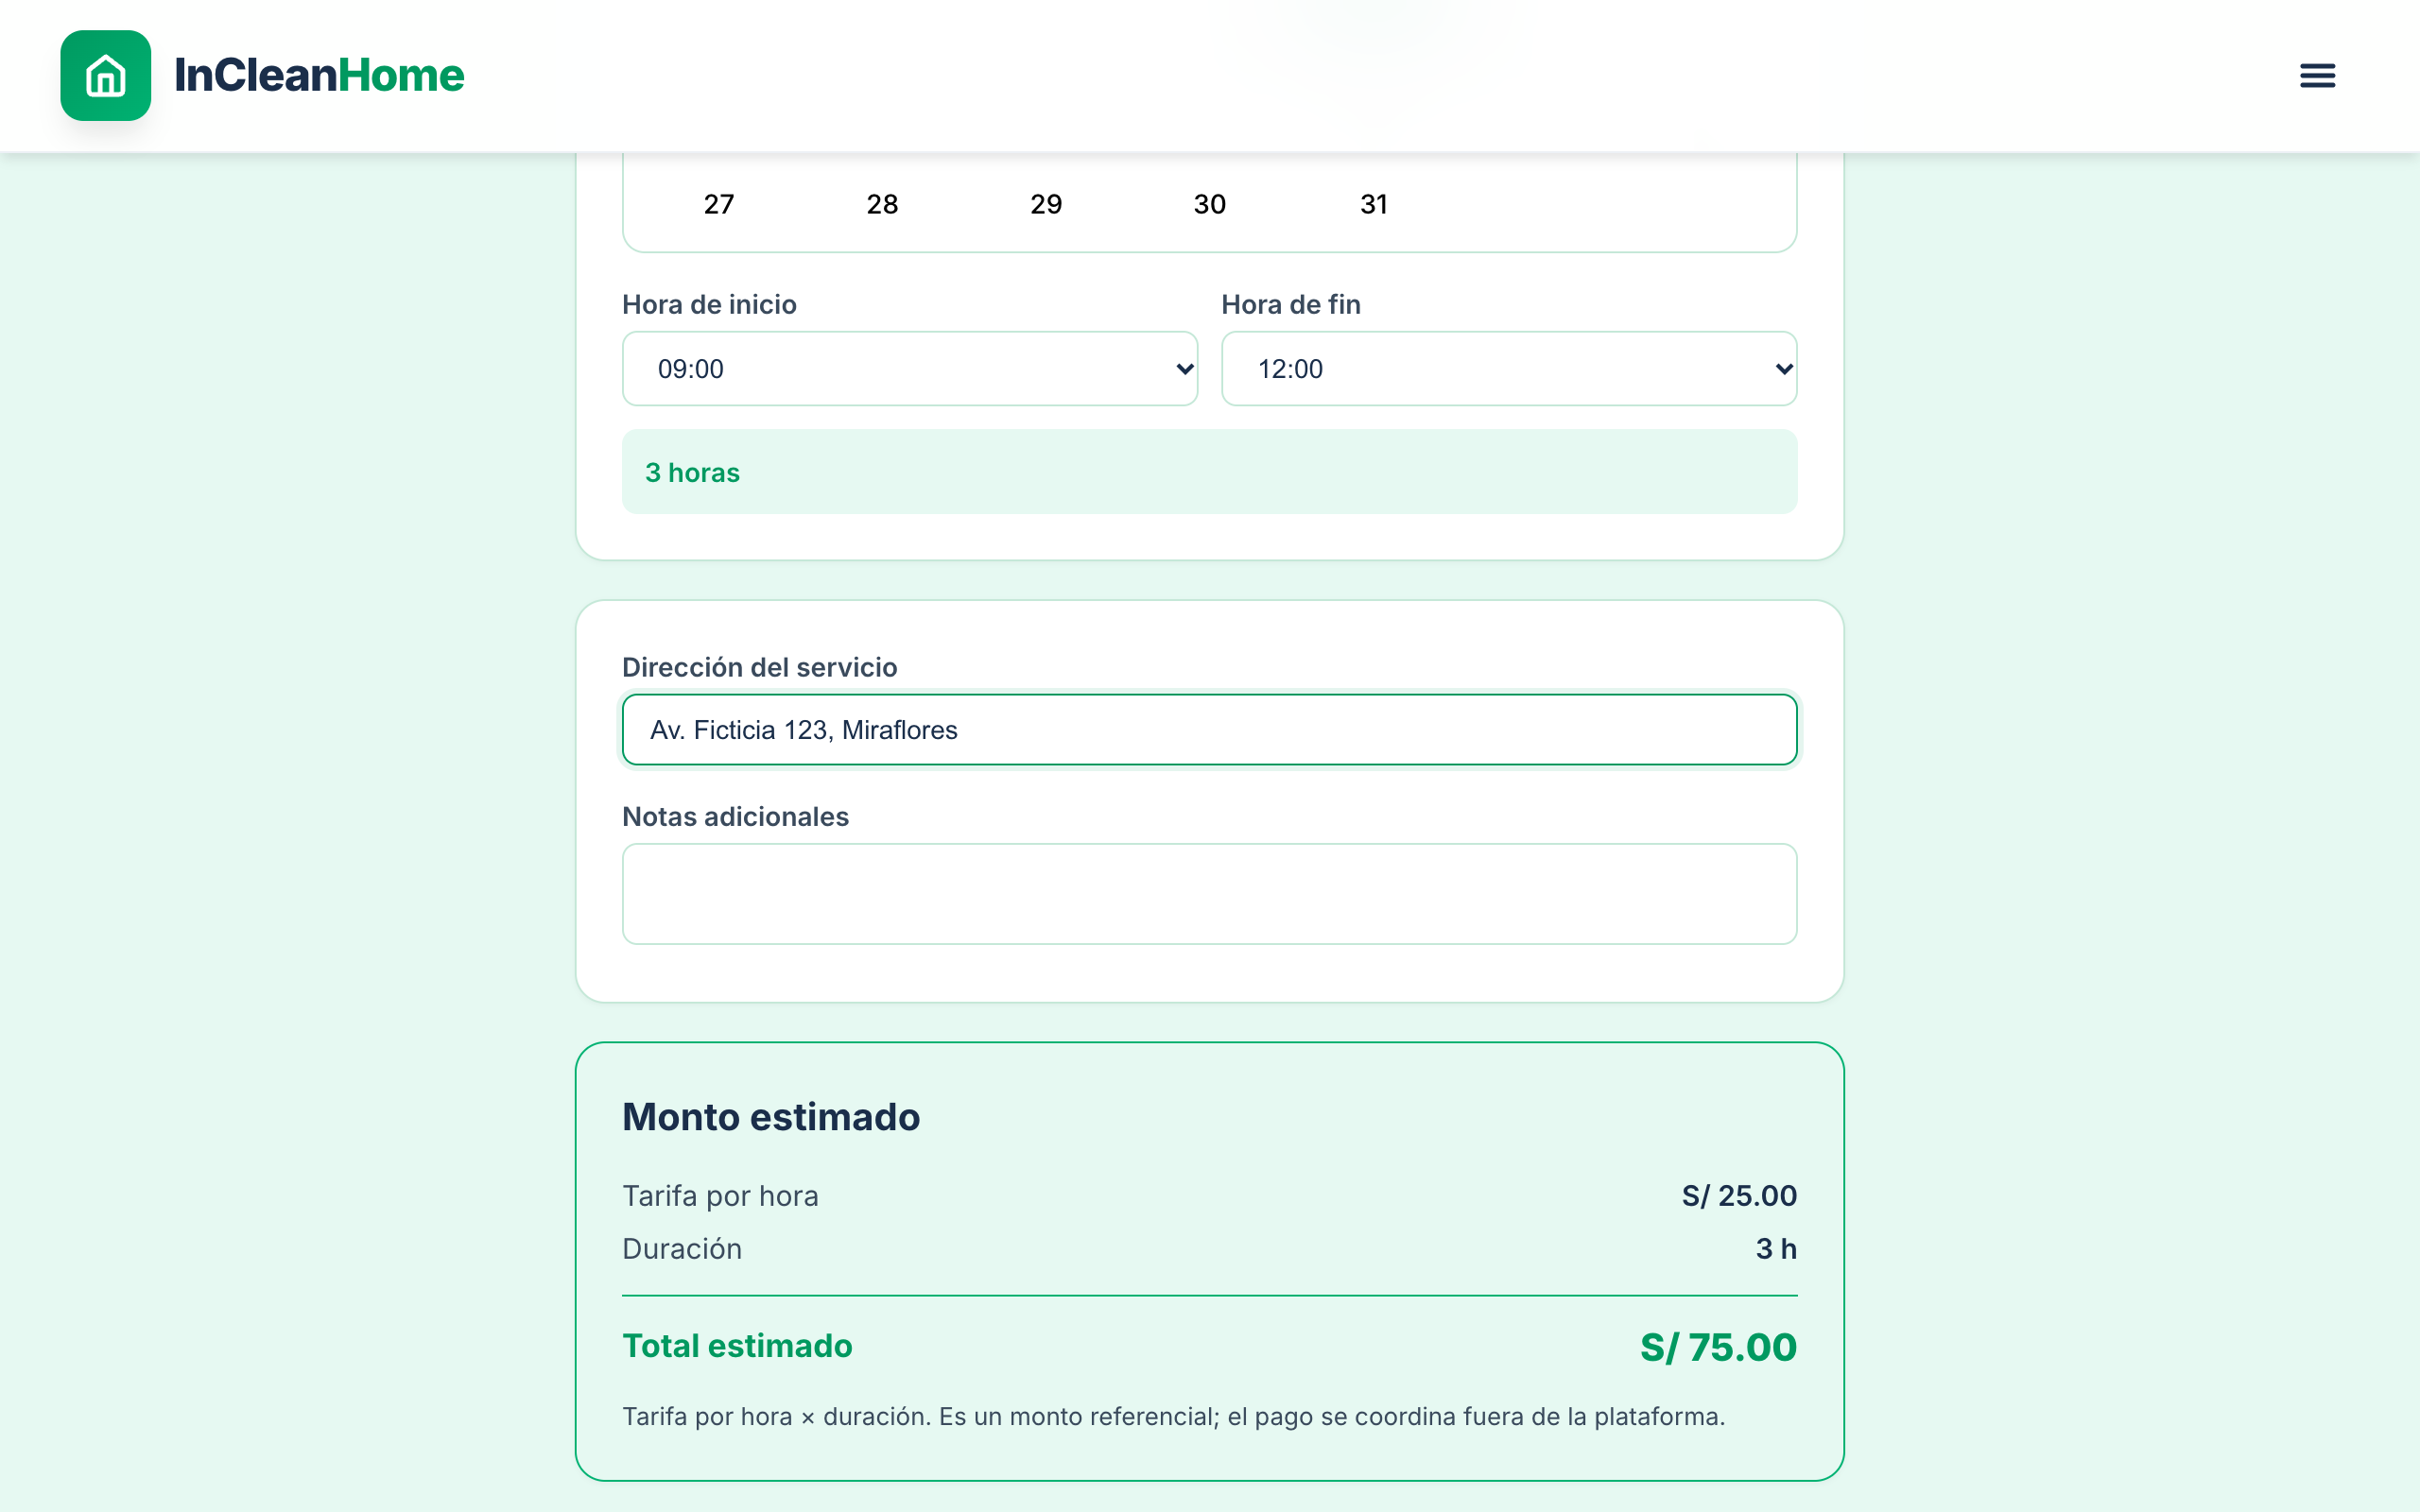 InCleanHome
27 28 29 30 31
Hora de inicio Hora de fin
09:00 12:00
3 horas
Dirección del servicio
Av. Ficticia 123, Miraflores
Notas adicionales
Monto estimado
Tarifa por hora S/ 25.00
Duración 3 h
Total estimado S/ 75.00
Tarifa por hora × duración. Es un monto referencial; el pago se coordina fuera de la plataforma.